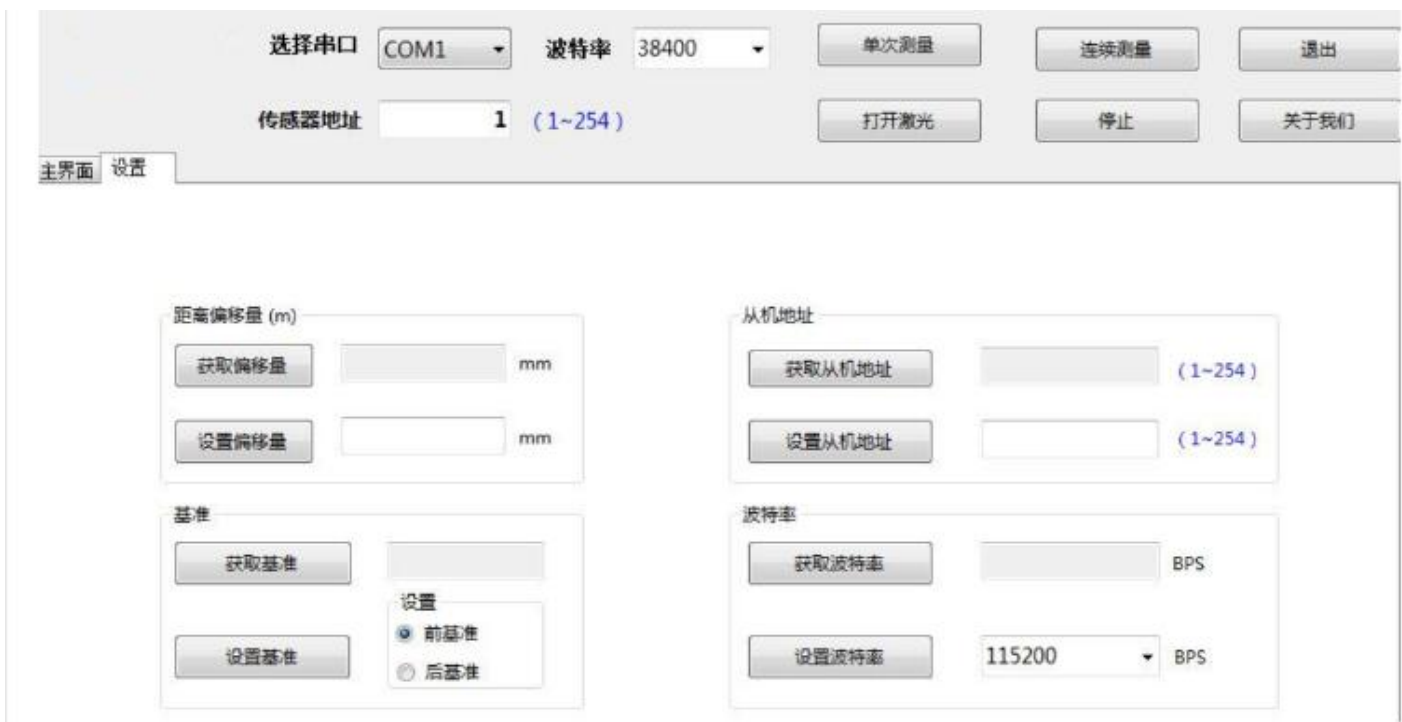 选择串口 COM1 波特率 38400 单次测量 连续测量 退出
传感器地址 1 (1~254) 打开激光 停止 关于我们
主界面 设置
距离偏移量 (m) 从机地址
获取偏移量 mm 获取从机地址 (1~254)
设置偏移量 mm 设置从机地址 (1~254)
基准 波特率
获取基准 获取波特率 BPS
设置
前基准
设置基准 设置波特率 115200 BPS
后基准